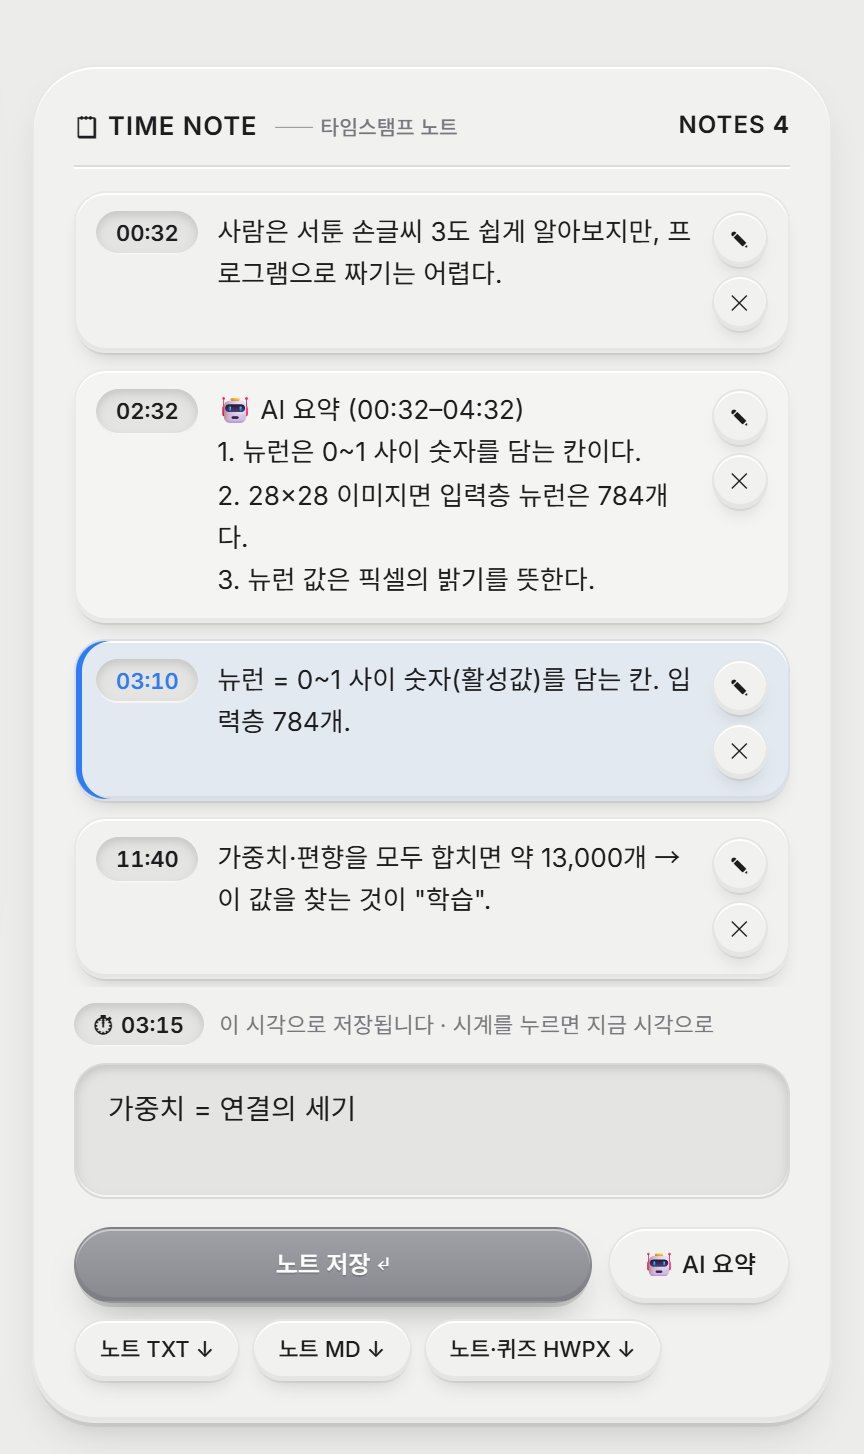 TIME NOTE — 타임스탬프 노트
NOTES 4
00:32
사람은 서툰 손글씨 3도 쉽게 알아보지만, 프
로그램으로 짜기는 어렵다.
02:32
🤖 AI 요약 (00:32–04:32)
1. 뉴런은 0~1 사이 숫자를 담는 칸이다.
2. 28×28 이미지면 입력층 뉴런은 784개
다.
3. 뉴런 값은 픽셀의 밝기를 뜻한다.
03:10
뉴런 = 0~1 사이 숫자(활성값)를 담는 칸. 입
력층 784개.
11:40
가중치·편향을 모두 합치면 약 13,000개 →
이 값을 찾는 것이 "학습".
⏱ 03:15 이 시각으로 저장됩니다 · 시계를 누르면 지금 시각으로
가중치 = 연결의 세기
노트 저장 ↲
🤖 AI 요약
노트 TXT ↓
노트 MD ↓
노트·퀴즈 HWPX ↓